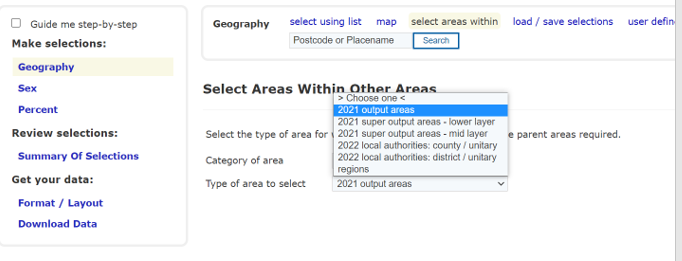 Guide me step-by-step
Make selections:
Geography
Sex
Percent
Review selections:
Summary Of Selections
Get your data:
Format / Layout
Download Data
Geography select using list map select areas within load / save selections user defin
Postcode or Placename Search
Select Areas Within Other Areas
> Choose one <
2021 output areas
2021 super output areas - lower layer
2021 super output areas - mid layer
2022 local authorities: county / unitary
2022 local authorities: district / unitary
regions
Select the type of area for e parent areas required.
Category of area
Type of area to select 2021 output areas